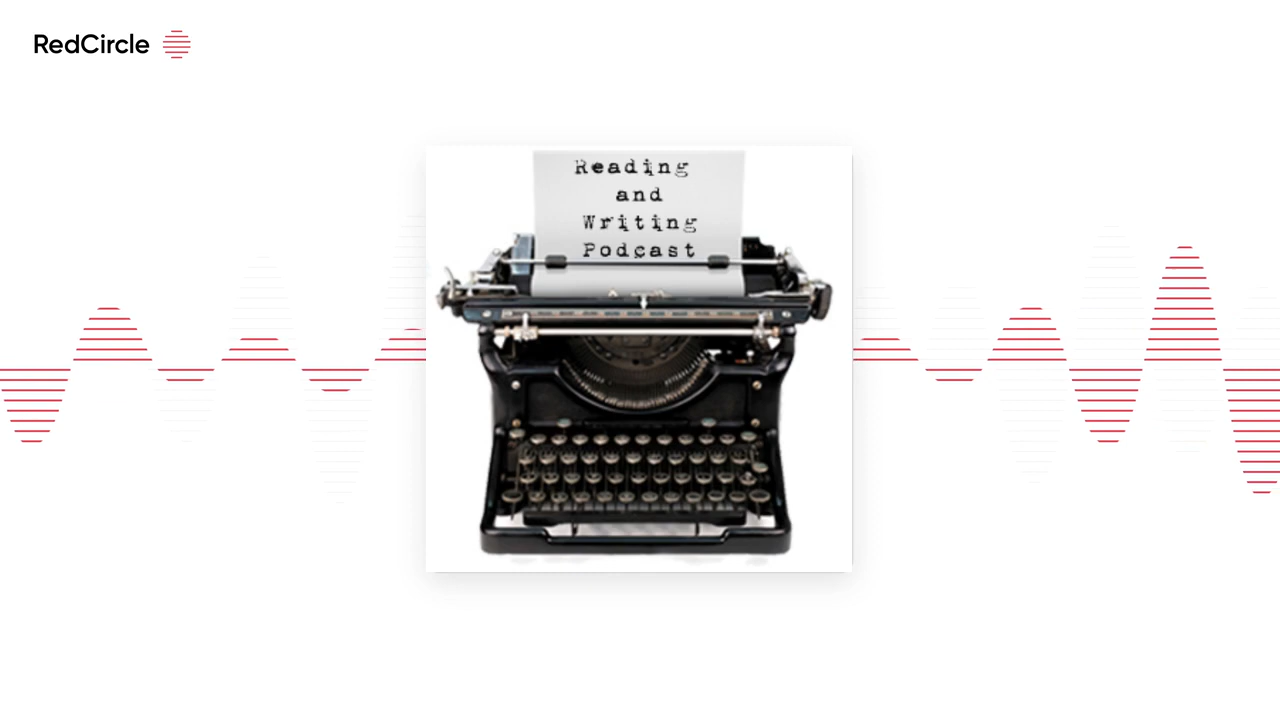 RedCircle
Reading
and
Writing
Podcast